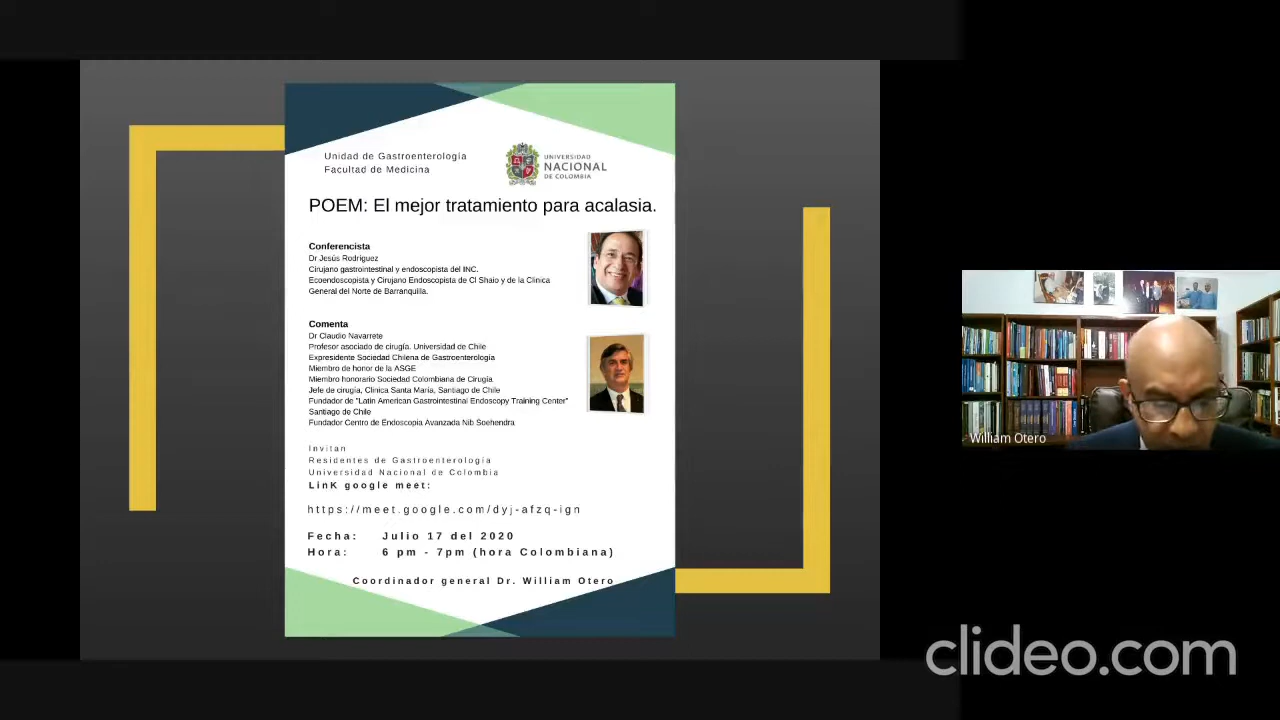 Unidad de Gastroenterología
Facultad de Medicina
UNIVERSIDAD
NACIONAL
DE COLOMBIA
POEM: El mejor tratamiento para acalasia.
Conferencista
Dr Jesús Rodriguez
Cirujano gastrointestinal y endoscopista del INC.
Ecoendoscopista y Cirujano Endoscopista de Cl Shaio y de la Clinica
General del Norte de Barranquilla.
Comenta
Dr Claudio Navarrete
Profesor asociado de cirugía. Universidad de Chile
Expresidente Sociedad Chilena de Gastroenterología
Miembro de honor de la ASGE
Miembro honorario Sociedad Colombiana de Cirugía
Jefe de cirugía, Clinica Santa María, Santiago de Chile
Fundador de "Latin American Gastrointestinal Endoscopy Training Center"
Santiago de Chile
Fundador Centro de Endoscopia Avanzada Nib Soehendra
Invitan
Residentes de Gastroenterología
Universidad Nacional de Colombia
LinK google meet:
https://meet.google.com/dyj-afzq-ign
Fecha: Julio 17 del 2020
Hora: 6 pm - 7pm (hora Colombiana)
Coordinador general Dr. William Otero
William Otero
clideo.com